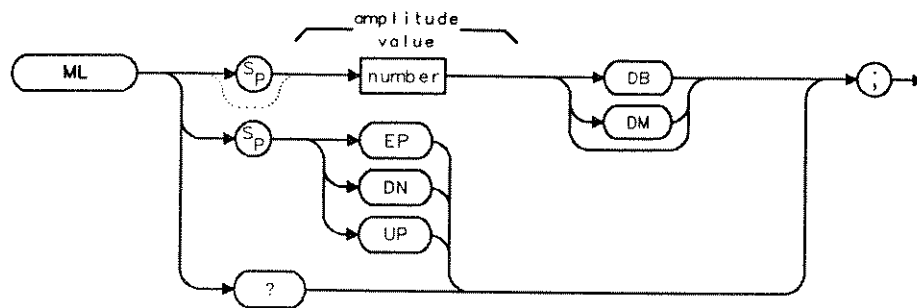 amplitude
value
ML
SP
number
DB
DM
;
SP
EP
DN
UP
?